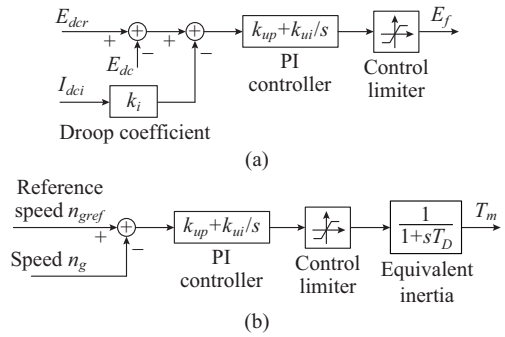 E_dcr
+
−
E_dc
+
−
k_up+k_ui/s
PI
controller
Control
limiter
E_f
I_dci
k_i
Droop coefficient
(a)
Reference
speed n_gref
+
−
Speed n_g
k_up+k_ui/s
PI
controller
Control
limiter
1
1+sT_D
Equivalent
inertia
T_m
(b)